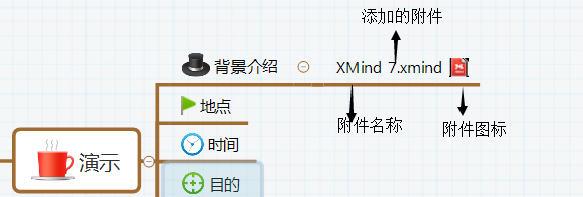 添加的附件
背景介绍
XMind 7.xmind
地点
附件名称
附件图标
时间
演示
目的